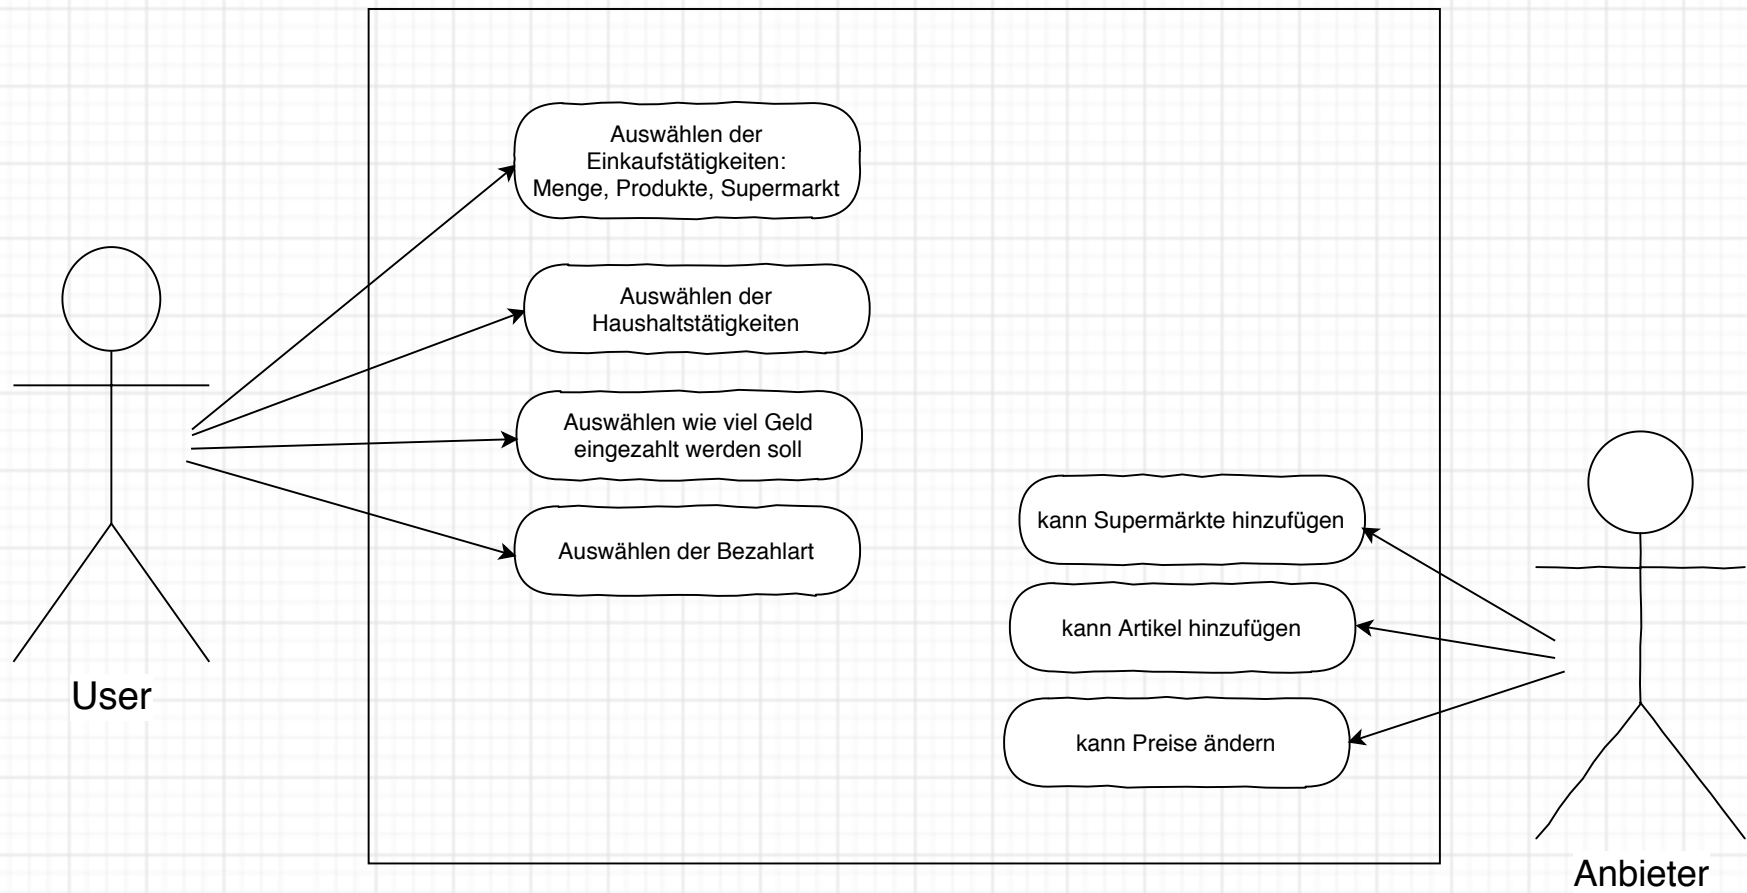 Auswählen der
Einkaufstätigkeiten:
Menge, Produkte, Supermarkt
Auswählen der
Haushaltstätigkeiten
Auswählen wie viel Geld
eingezahlt werden soll
Auswählen der Bezahlart
User
kann Supermärkte hinzufügen
kann Artikel hinzufügen
kann Preise ändern
Anbieter